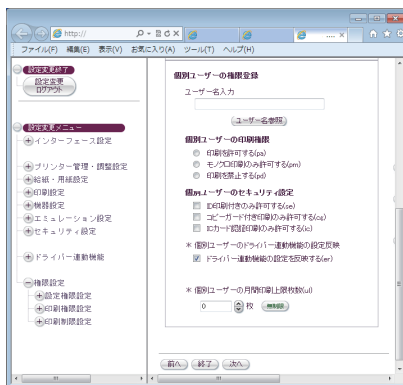 http://
.... ×
ファイル(F) 編集(E) 表示(V) お気に入り(A) ツール(T) ヘルプ(H)
設定変更終了
設定変更
ログアウト
設定変更メニュー
インターフェース設定
プリンター管理・調整設定
給紙・用紙設定
印刷設定
機器設定
エミュレーション設定
セキュリティ設定
ドライバー連動機能
権限設定
設定権限設定
印刷権限設定
印刷制限設定
個別ユーザーの権限登録
ユーザー名入力
ユーザー名参照
個別ユーザーの印刷権限
印刷を許可する(pa)
モノクロ印刷のみ許可する(pm)
印刷を禁止する(pd)
個別ユーザーのセキュリティ設定
ID印刷付きのみ許可する(se)
コピーガード付き印刷のみ許可する(cg)
ICカード認証印刷のみ許可する(ic)
* 個別ユーザーのドライバー連動機能の設定反映
ドライバー連動機能の設定を反映する(er)
* 個別ユーザーの月間印刷上限枚数(ul)
0 枚 無制限
前へ 終了 次へ